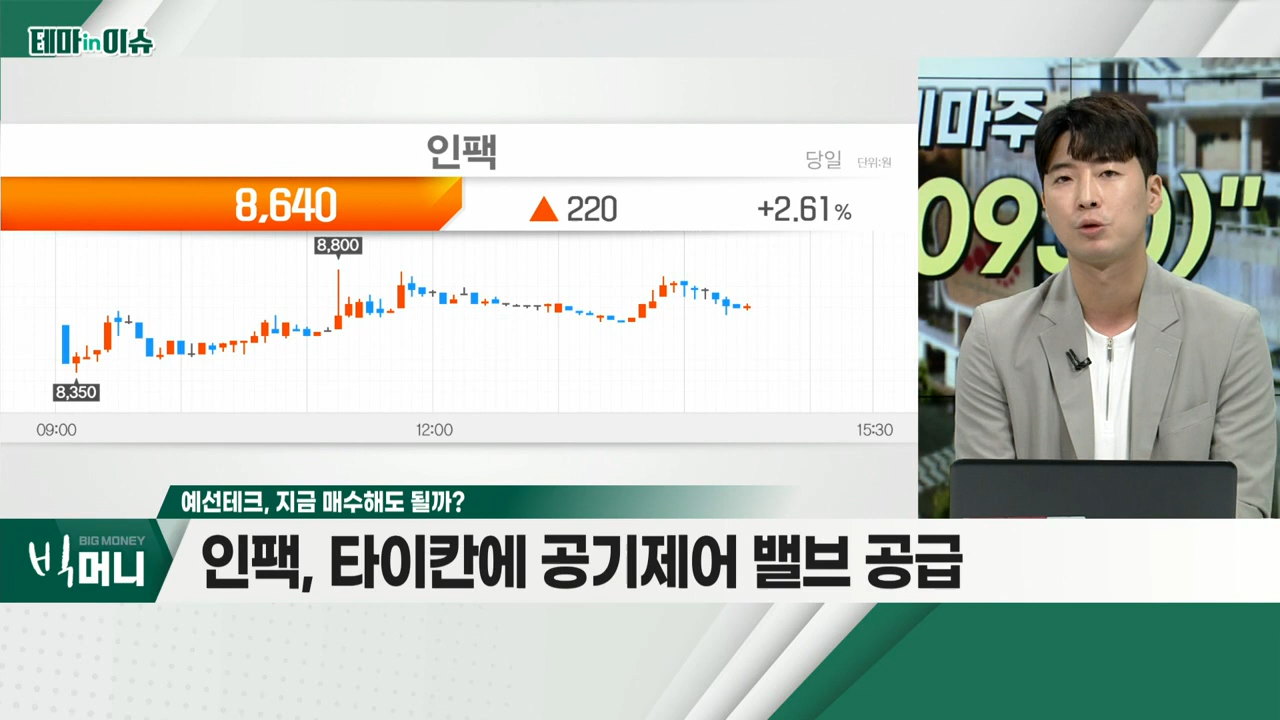 테마in이슈
인팩
당일 단위:원
8,640 ▲ 220 +2.61%
8,800
8,350
09:00 12:00 15:30
테마주
)"
예선테크, 지금 매수해도 될까?
BIG MONEY
빅머니
인팩, 타이칸에 공기제어 밸브 공급